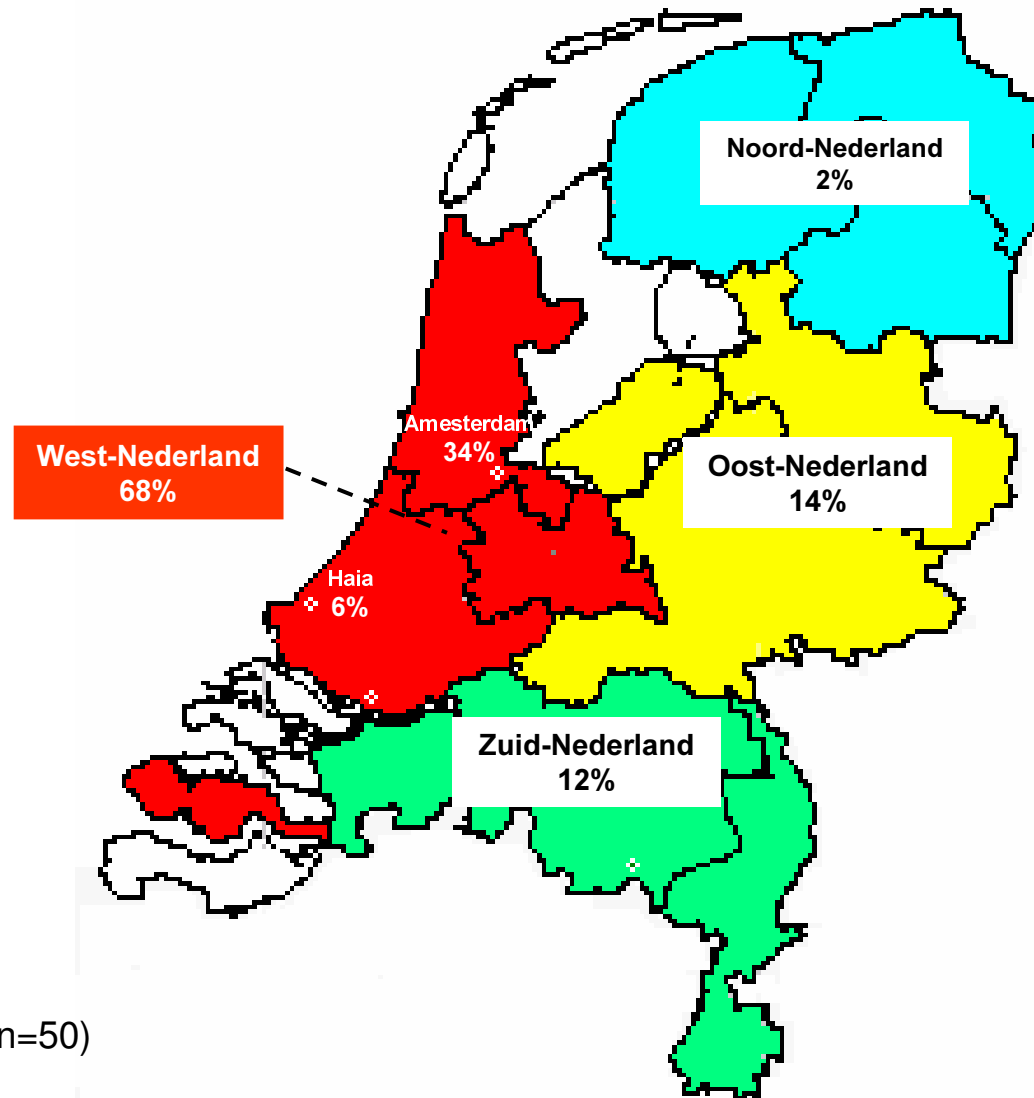 Noord-Nederland
2%
Amesterdam
34%
West-Nederland
68%
Oost-Nederland
14%
Haia
6%
Zuid-Nederland
12%
n=50)